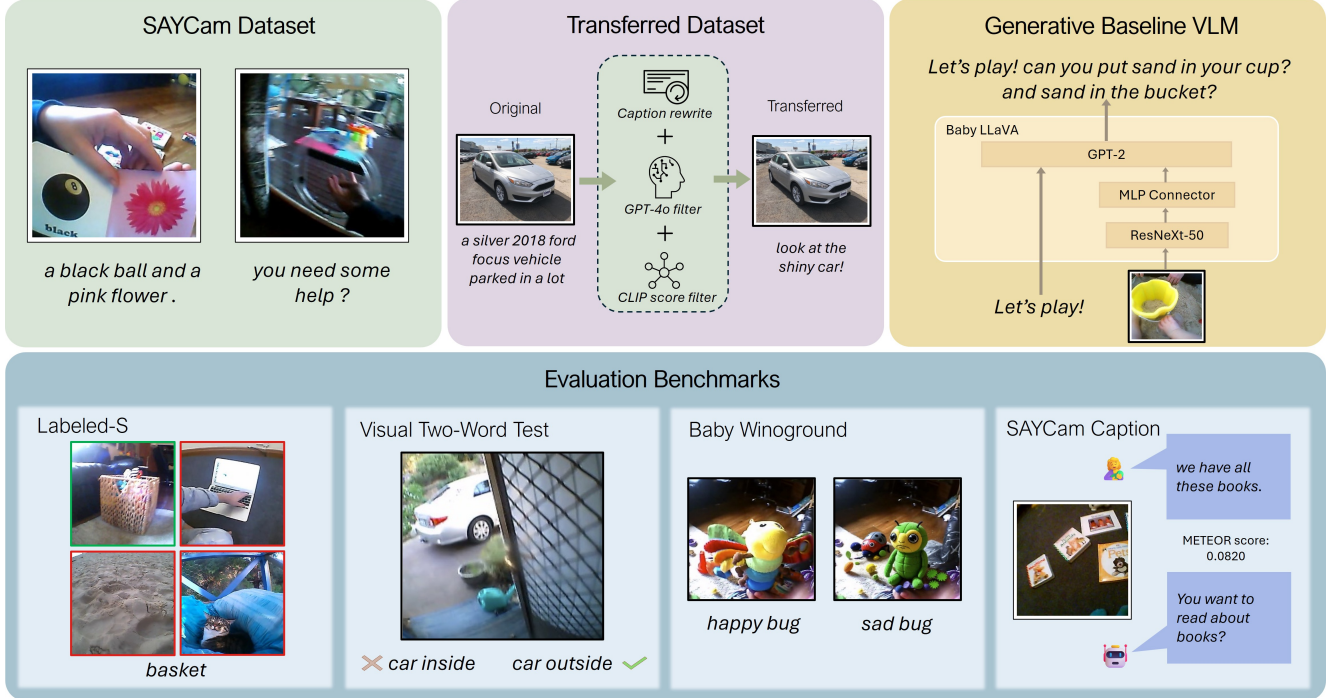 SAYCam Dataset
black
a black ball and a
pink flower .
you need some
help ?
Transferred Dataset
Original
a silver 2018 ford
focus vehicle
parked in a lot
Caption rewrite
+
GPT-4o filter
+
CLIP score filter
Transferred
look at the
shiny car!
Generative Baseline VLM
Let's play! can you put sand in your cup?
and sand in the bucket?
Baby LLaVA
GPT-2
MLP Connector
ResNeXt-50
Let's play!
Evaluation Benchmarks
Labeled-S
basket
Visual Two-Word Test
car inside
car outside
Baby Winoground
happy bug
sad bug
SAYCam Caption
we have all
these books.
METEOR score:
0.0820
You want to
read about
books?